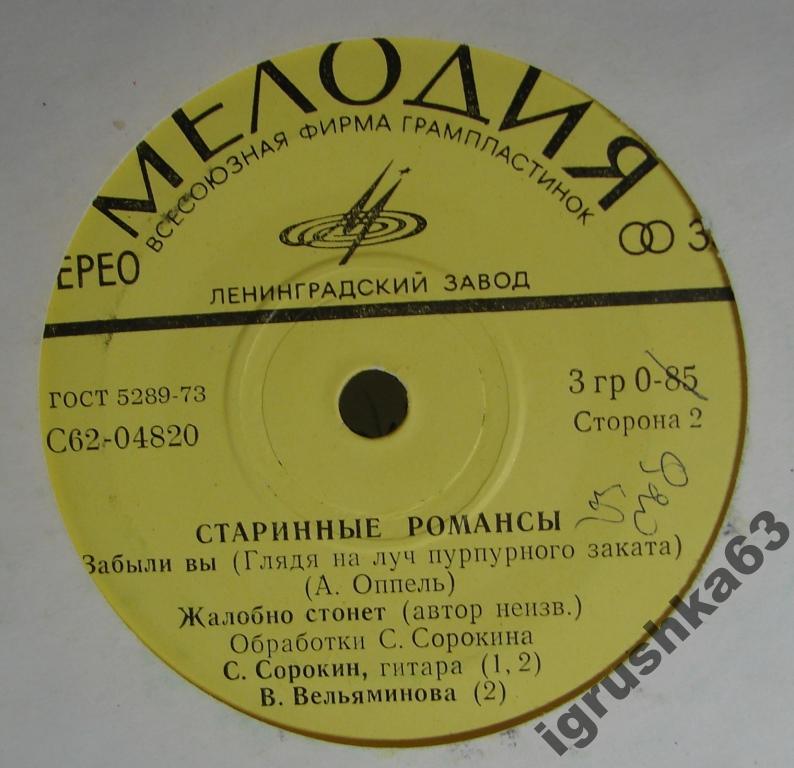 МЕЛОДИЯ
ВСЕСОЮЗНАЯ ФИРМА ГРАМПЛАСТИНОК
ЕРЕО
ЛЕНИНГРАДСКИЙ ЗАВОД
ГОСТ 5289-73
3 гр 0-85
С62-04820
Сторона 2
СТАРИННЫЕ РОМАНСЫ
Забыли вы (Глядя на луч пурпурного заката)
(А. Оппель)
Жалобно стонет (автор неизв.)
Обработки С. Сорокина
С. Сорокин, гитара (1, 2)
В. Вельяминова (2)
igrushka63